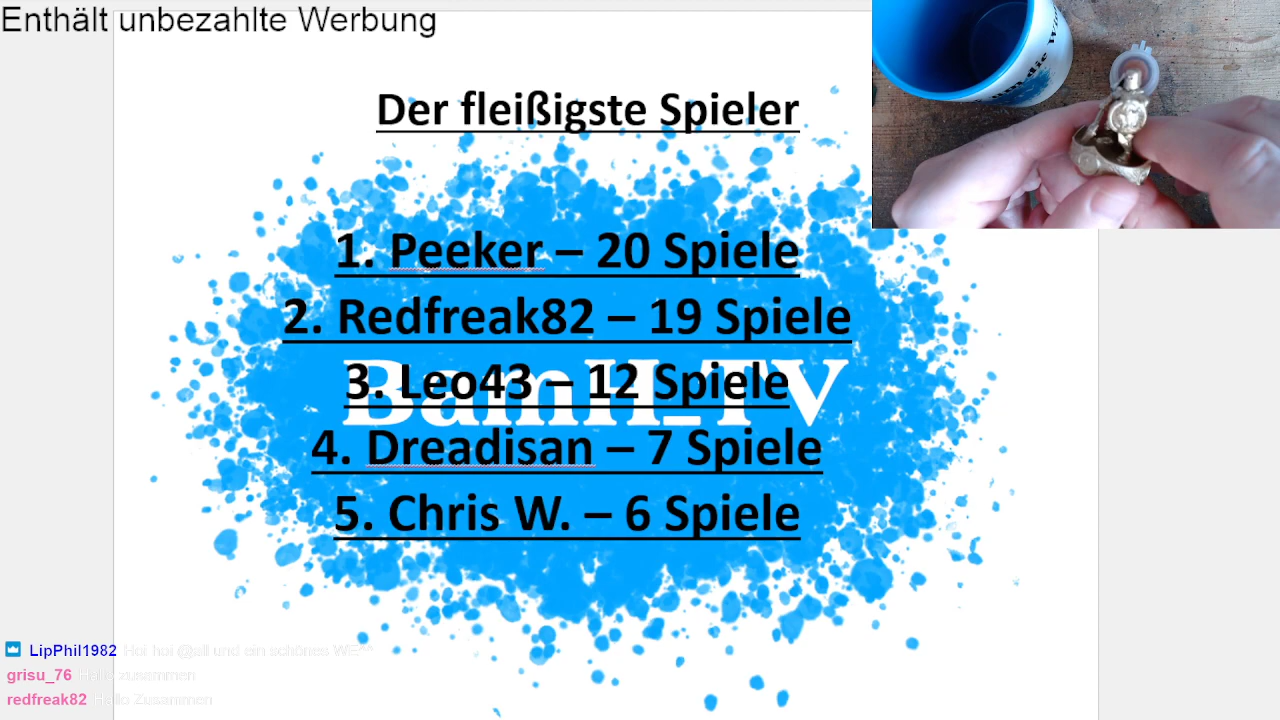 Enthält unbezahlte Werbung
Der fleißigste Spieler
1. Peeker – 20 Spiele
2. Redfreak82 – 19 Spiele
BamH_TV
3. Leo43 – 12 Spiele
4. Dreadisan – 7 Spiele
5. Chris W. – 6 Spiele
LipPhil1982 Hoi hoi @all und ein schönes WE^^
grisu_76 Hallo zusammen
redfreak82 Hallo Zusammen